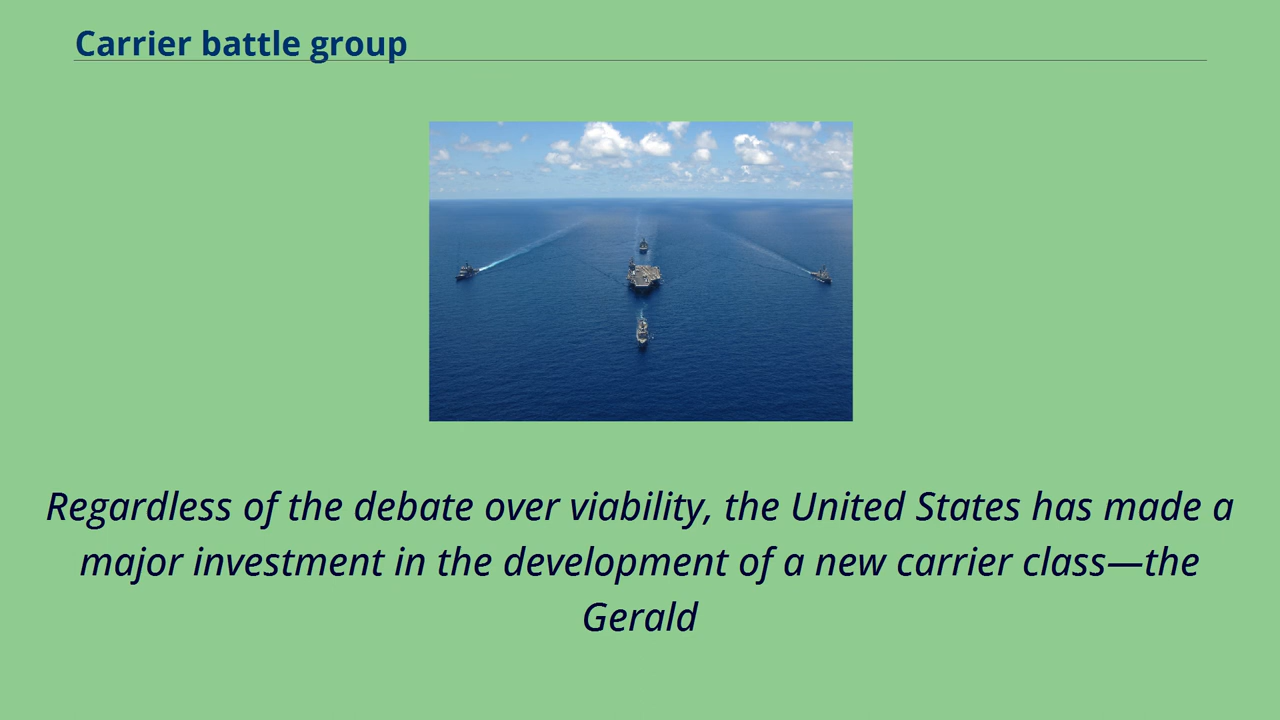 Carrier battle group
Regardless of the debate over viability, the United States has made a
major investment in the development of a new carrier class—the
Gerald